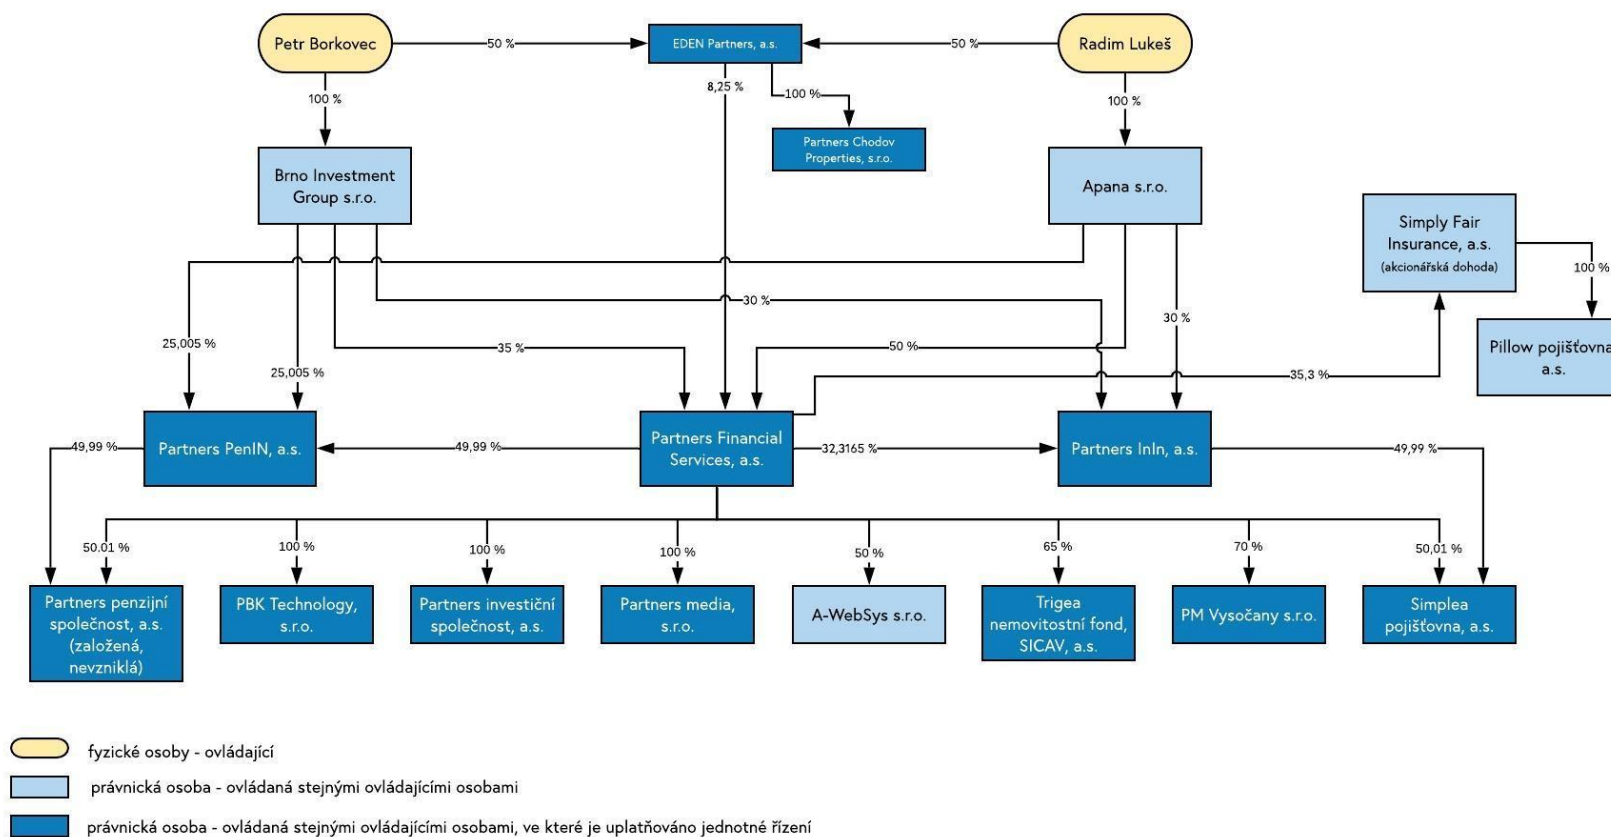 Petr Borkovec
50 %
EDEN Partners, a.s.
50 %
Radim Lukeš
100 %
8,25 %
100 %
100 %
Partners Chodov
Properties, s.r.o.
Brno Investment
Group s.r.o.
Apana s.r.o.
Simply Fair
Insurance, a.s.
(akcionářská dohoda)
100 %
30 %
30 %
25,005 %
35 %
50 %
Pillow pojišťovna
a.s.
25,005 %
35,3 %
49,99 %
Partners PenIN, a.s.
49,99 %
Partners Financial
Services, a.s.
32,3165 %
Partners InIn, a.s.
49,99 %
50.01 %
100 %
100 %
100 %
50 %
65 %
70 %
50,01 %
Partners penzijní
společnost, a.s.
(založená,
nevzniklá)
PBK Technology,
s.r.o.
Partners investiční
společnost, a.s.
Partners media,
s.r.o.
A-WebSys s.r.o.
Trigea
nemovitostní fond,
SICAV, a.s.
PM Vysočany s.r.o.
Simplea
pojišťovna, a.s.
fyzické osoby - ovládající
právnická osoba - ovládaná stejnými ovládajícími osobami
právnická osoba - ovládaná stejnými ovládajícími osobami, ve které je uplatňováno jednotné řízení